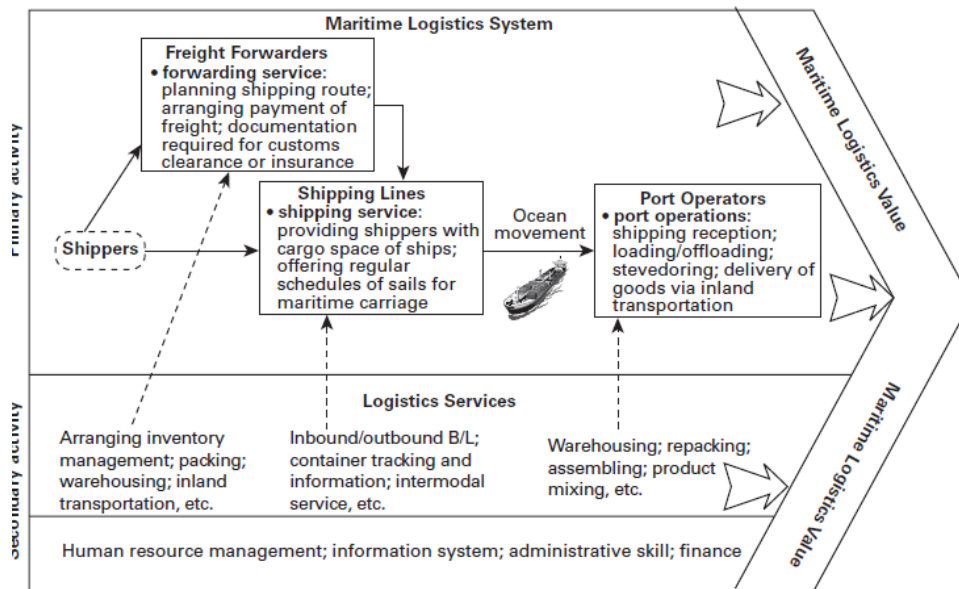 Maritime Logistics System
Freight Forwarders
• forwarding service:
planning shipping route;
arranging payment of
freight; documentation
required for customs
clearance or insurance
Shippers
Shipping Lines
• shipping service:
providing shippers with
cargo space of ships;
offering regular
schedules of sails for
maritime carriage
Ocean
movement
Port Operators
• port operations:
shipping reception;
loading/offloading;
stevedoring; delivery of
goods via inland
transportation
Primary activity
Maritime Logistics Value
Logistics Services
Arranging inventory
management; packing;
warehousing; inland
transportation, etc.
Inbound/outbound B/L;
container tracking and
information; intermodal
service, etc.
Warehousing; repacking;
assembling; product
mixing, etc.
Secondary activity
Maritime Logistics Value
Human resource management; information system; administrative skill; finance